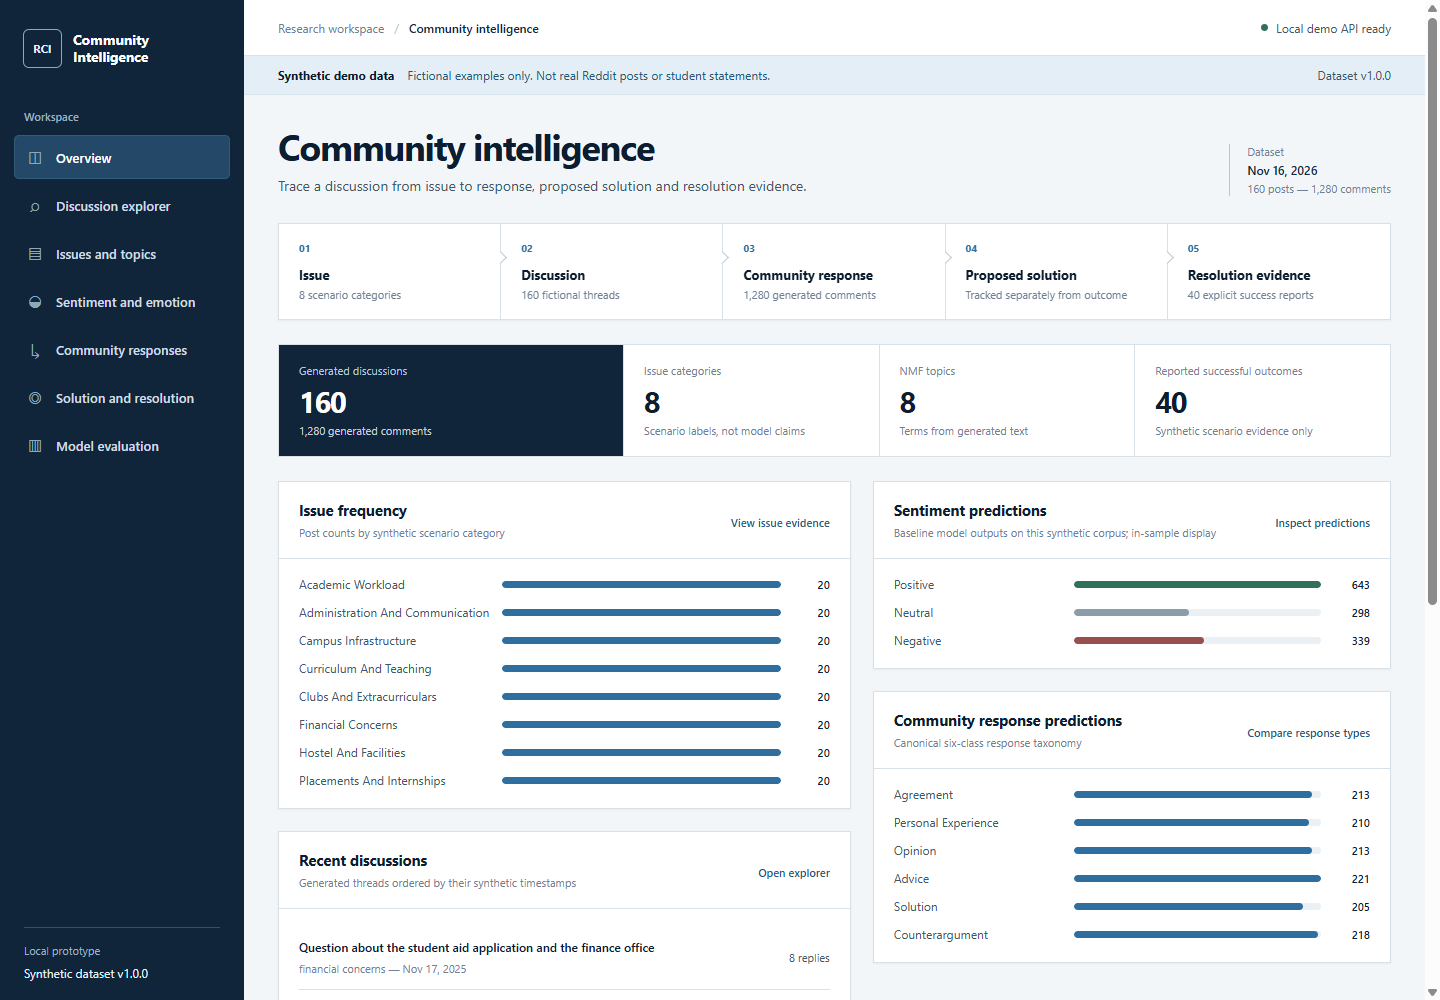 RCI
Community
Intelligence
Workspace
Overview
Discussion explorer
Issues and topics
Sentiment and emotion
Community responses
Solution and resolution
Model evaluation
Local prototype
Synthetic dataset v1.0.0
Research workspace / Community intelligence
Local demo API ready
Synthetic demo data Fictional examples only. Not real Reddit posts or student statements.
Dataset v1.0.0
Community intelligence
Trace a discussion from issue to response, proposed solution and resolution evidence.
Dataset
Nov 16, 2026
160 posts — 1,280 comments
01
Issue
8 scenario categories
02
Discussion
160 fictional threads
03
Community response
1,280 generated comments
04
Proposed solution
Tracked separately from outcome
05
Resolution evidence
40 explicit success reports
Generated discussions
160
1,280 generated comments
Issue categories
8
Scenario labels, not model claims
NMF topics
8
Terms from generated text
Reported successful outcomes
40
Synthetic scenario evidence only
Issue frequency
Post counts by synthetic scenario category
View issue evidence
Academic Workload 20
Administration And Communication 20
Campus Infrastructure 20
Curriculum And Teaching 20
Clubs And Extracurriculars 20
Financial Concerns 20
Hostel And Facilities 20
Placements And Internships 20
Sentiment predictions
Baseline model outputs on this synthetic corpus; in-sample display
Inspect predictions
Positive 643
Neutral 298
Negative 339
Community response predictions
Canonical six-class response taxonomy
Compare response types
Agreement 213
Personal Experience 210
Opinion 213
Advice 221
Solution 205
Counterargument 218
Recent discussions
Generated threads ordered by their synthetic timestamps
Open explorer
Question about the student aid application and the finance office
financial concerns — Nov 17, 2025
8 replies